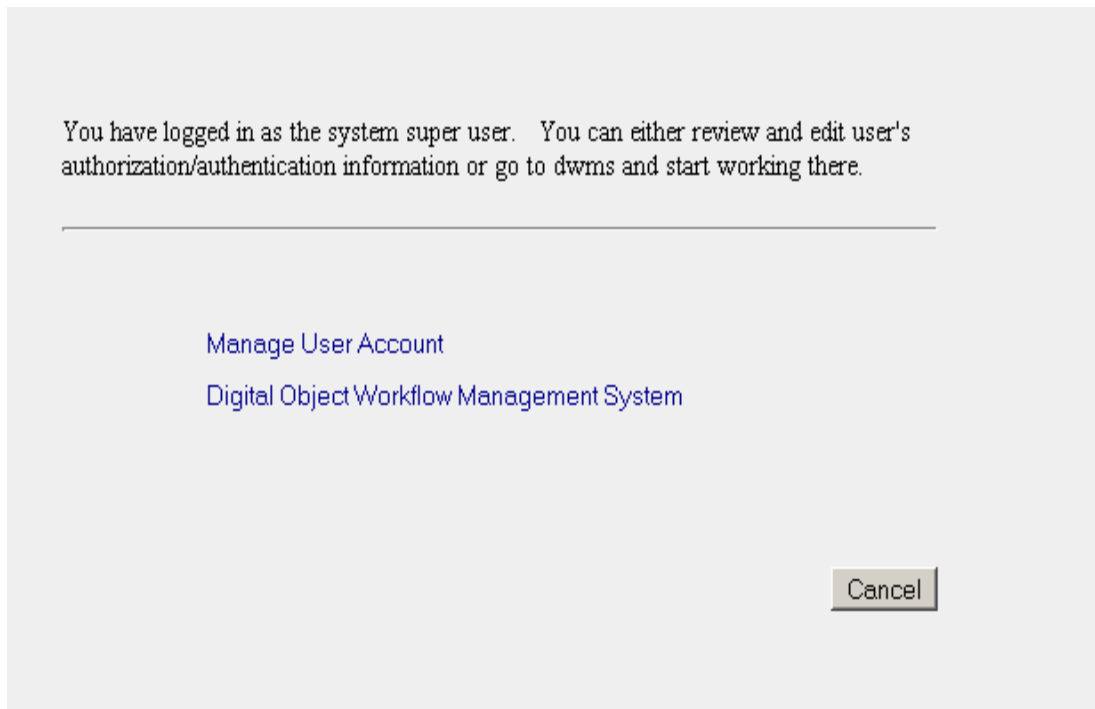 You have logged in as the system super user. You can either review and edit user's
authorization/authentication information or go to dwms and start working there.
Manage User Account
Digital Object Workflow Management System
Cancel